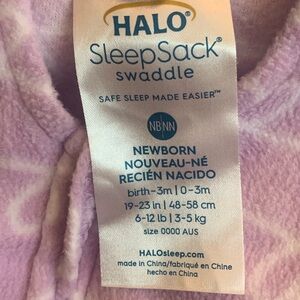 HALO®
SleepSack®
swaddle
SAFE SLEEP MADE EASIER™
NB|NN
NEWBORN
NOUVEAU-NÉ
RECIÉN NACIDO
birth-3m | 0-3m
19-23 in | 48-58 cm
6-12 lb | 3-5 kg
size 0000 AUS
HALOsleep.com
made in China/fabriqué en Chine
hecho en China